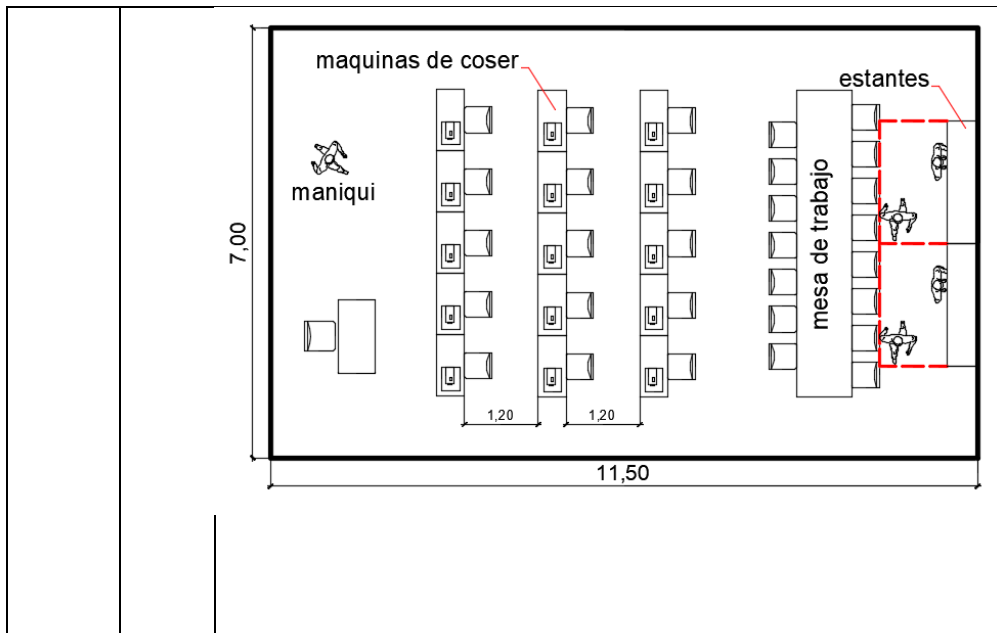 maquinas de coser
estantes
maniqui
mesa de trabajo
7,00
1,20
1,20
11,50